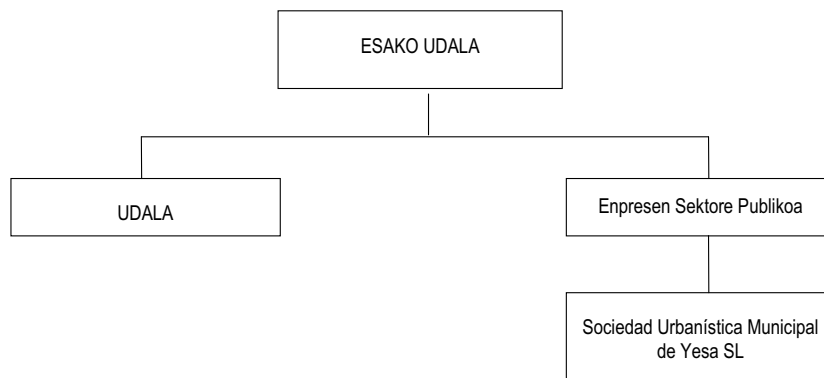 ESAKO UDALA
UDALA
Enpresen Sektore Publikoa
Sociedad Urbanística Municipal
de Yesa SL